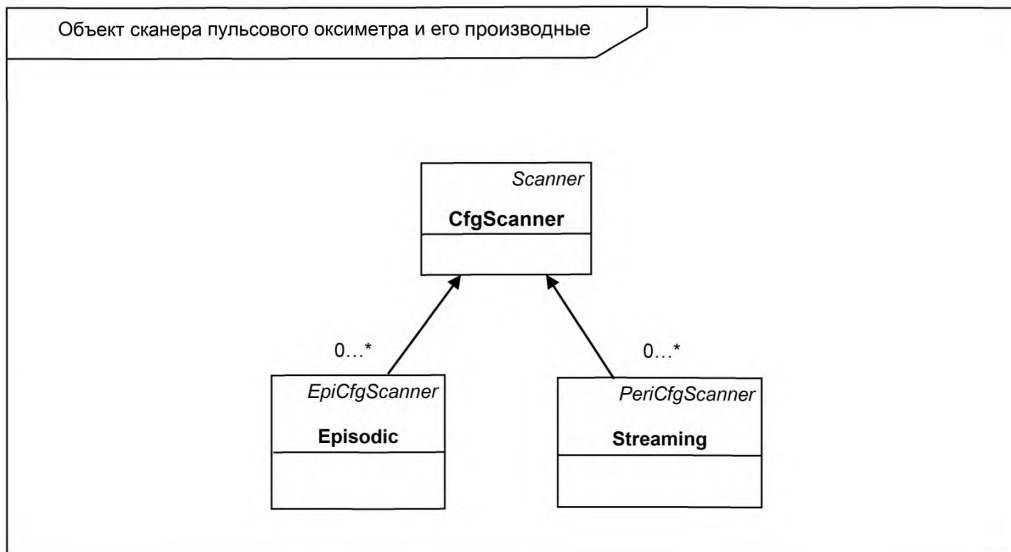 Объект сканера пульсового оксиметра и его производные
Scanner
CfgScanner
0...*
0...*
EpiCfgScanner
Episodic
PeriCfgScanner
Streaming